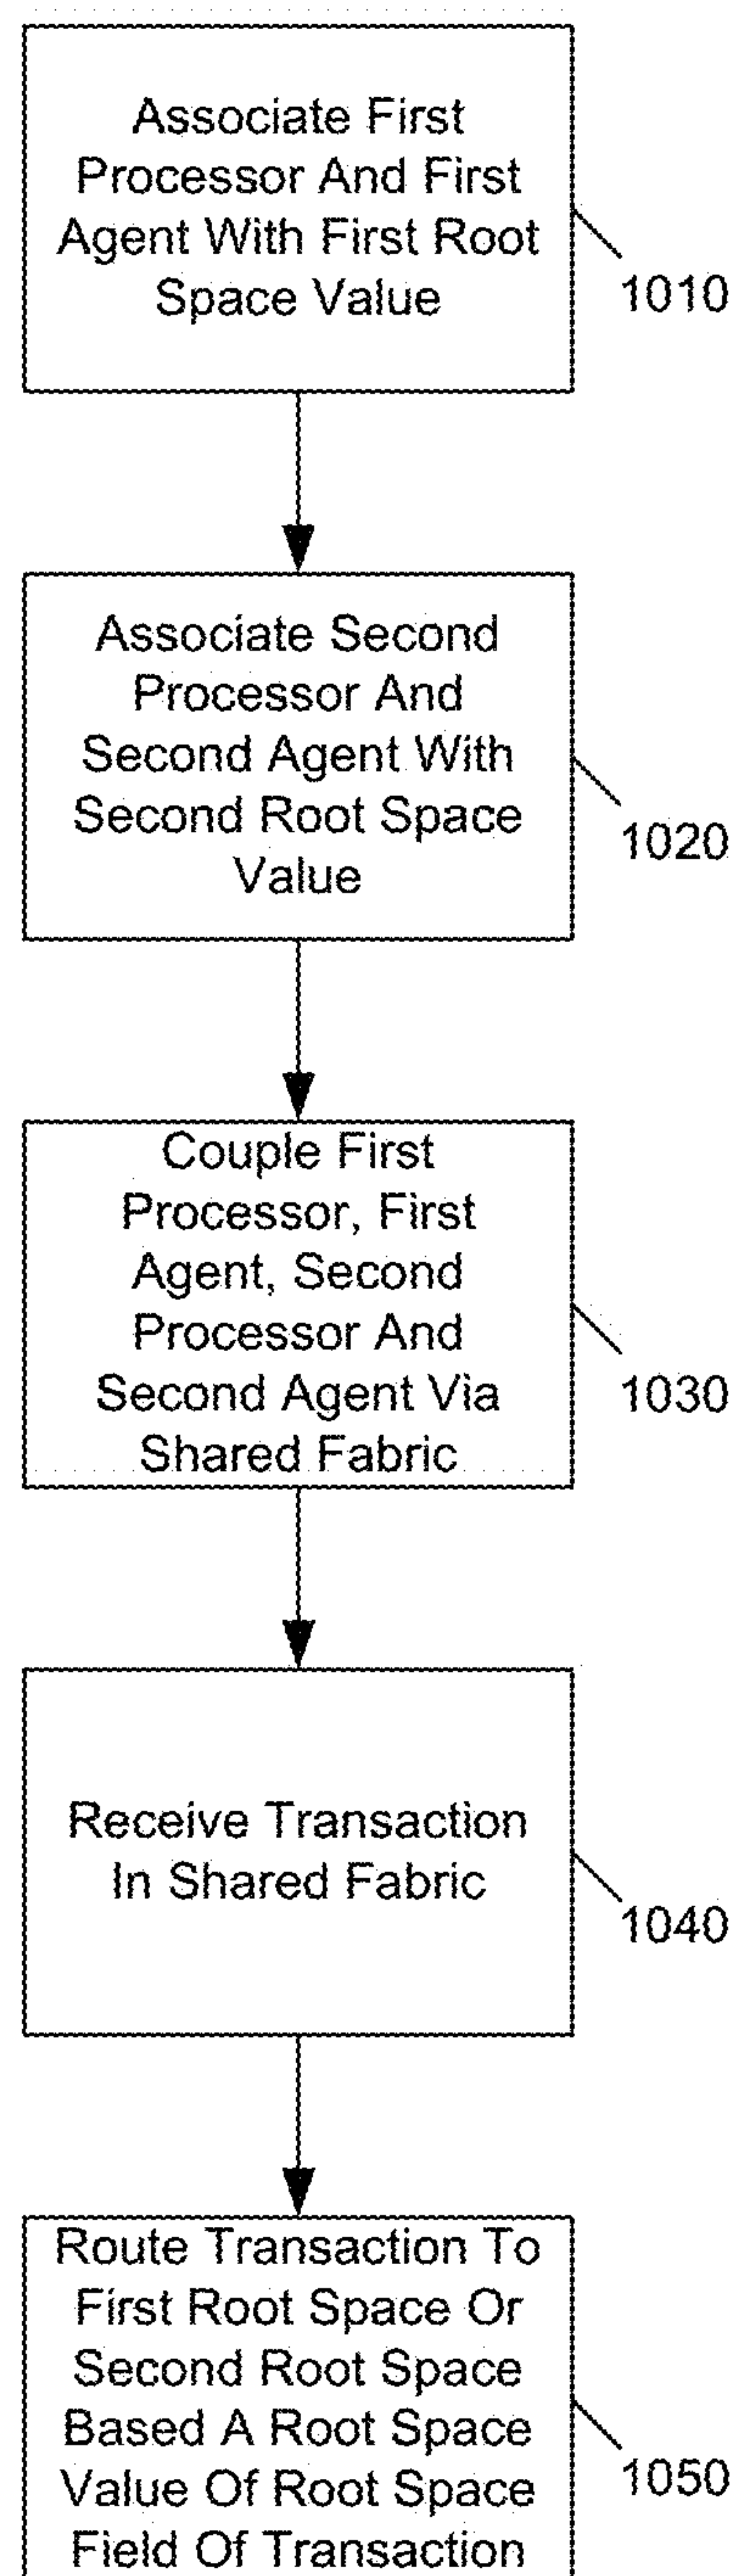 Associate First
Processor And First
Agent With First Root
Space Value
1010
Associate Second
Processor And
Second Agent With
Second Root Space
Value
1020
Couple First
Processor, First
Agent, Second
Processor And
Second Agent Via
Shared Fabric
1030
Receive Transaction
In Shared Fabric
1040
Route Transaction To
First Root Space Or
Second Root Space
Based A Root Space
Value Of Root Space
Field Of Transaction
1050